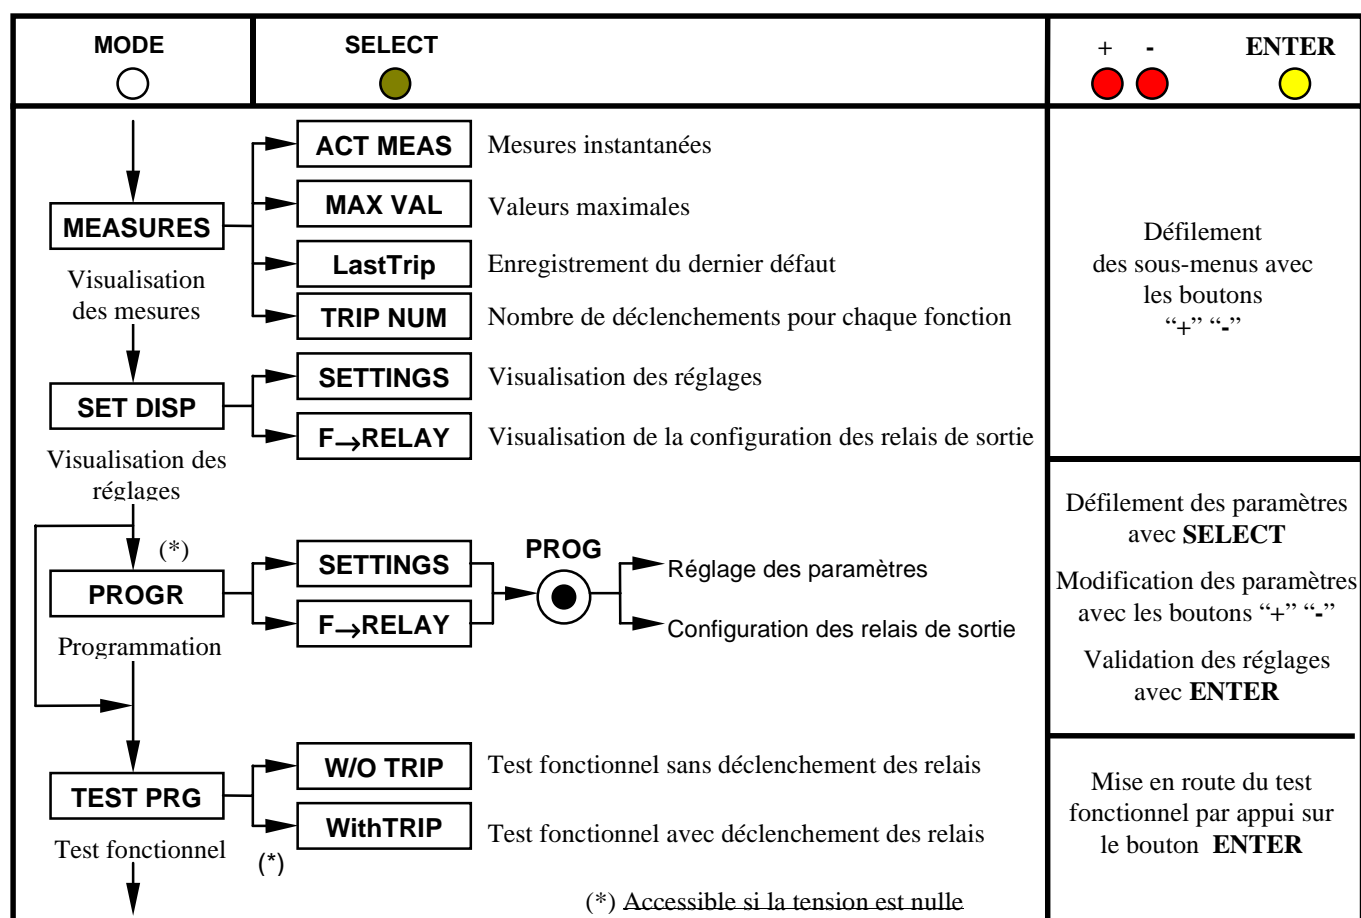 MODE
SELECT
+ -
ENTER
ACT MEAS
Mesures instantanées
MAX VAL
Valeurs maximales
MEASURES
LastTrip
Enregistrement du dernier défaut
Visualisation
des mesures
TRIP NUM
Nombre de déclenchements pour chaque fonction
Défilement
des sous-menus avec
les boutons
“+” “-”
SETTINGS
Visualisation des réglages
SET DISP
F→RELAY
Visualisation de la configuration des relais de sortie
Visualisation des
réglages
(*)
SETTINGS
PROG
Réglage des paramètres
PROGR
F→RELAY
Configuration des relais de sortie
Programmation
Défilement des paramètres
avec SELECT
Modification des paramètres
avec les boutons “+” “-”
Validation des réglages
avec ENTER
W/O TRIP
Test fonctionnel sans déclenchement des relais
TEST PRG
WithTRIP
Test fonctionnel avec déclenchement des relais
Test fonctionnel
(*)
Mise en route du test
fonctionnel par appui sur
le bouton ENTER
(*) Accessible si la tension est nulle